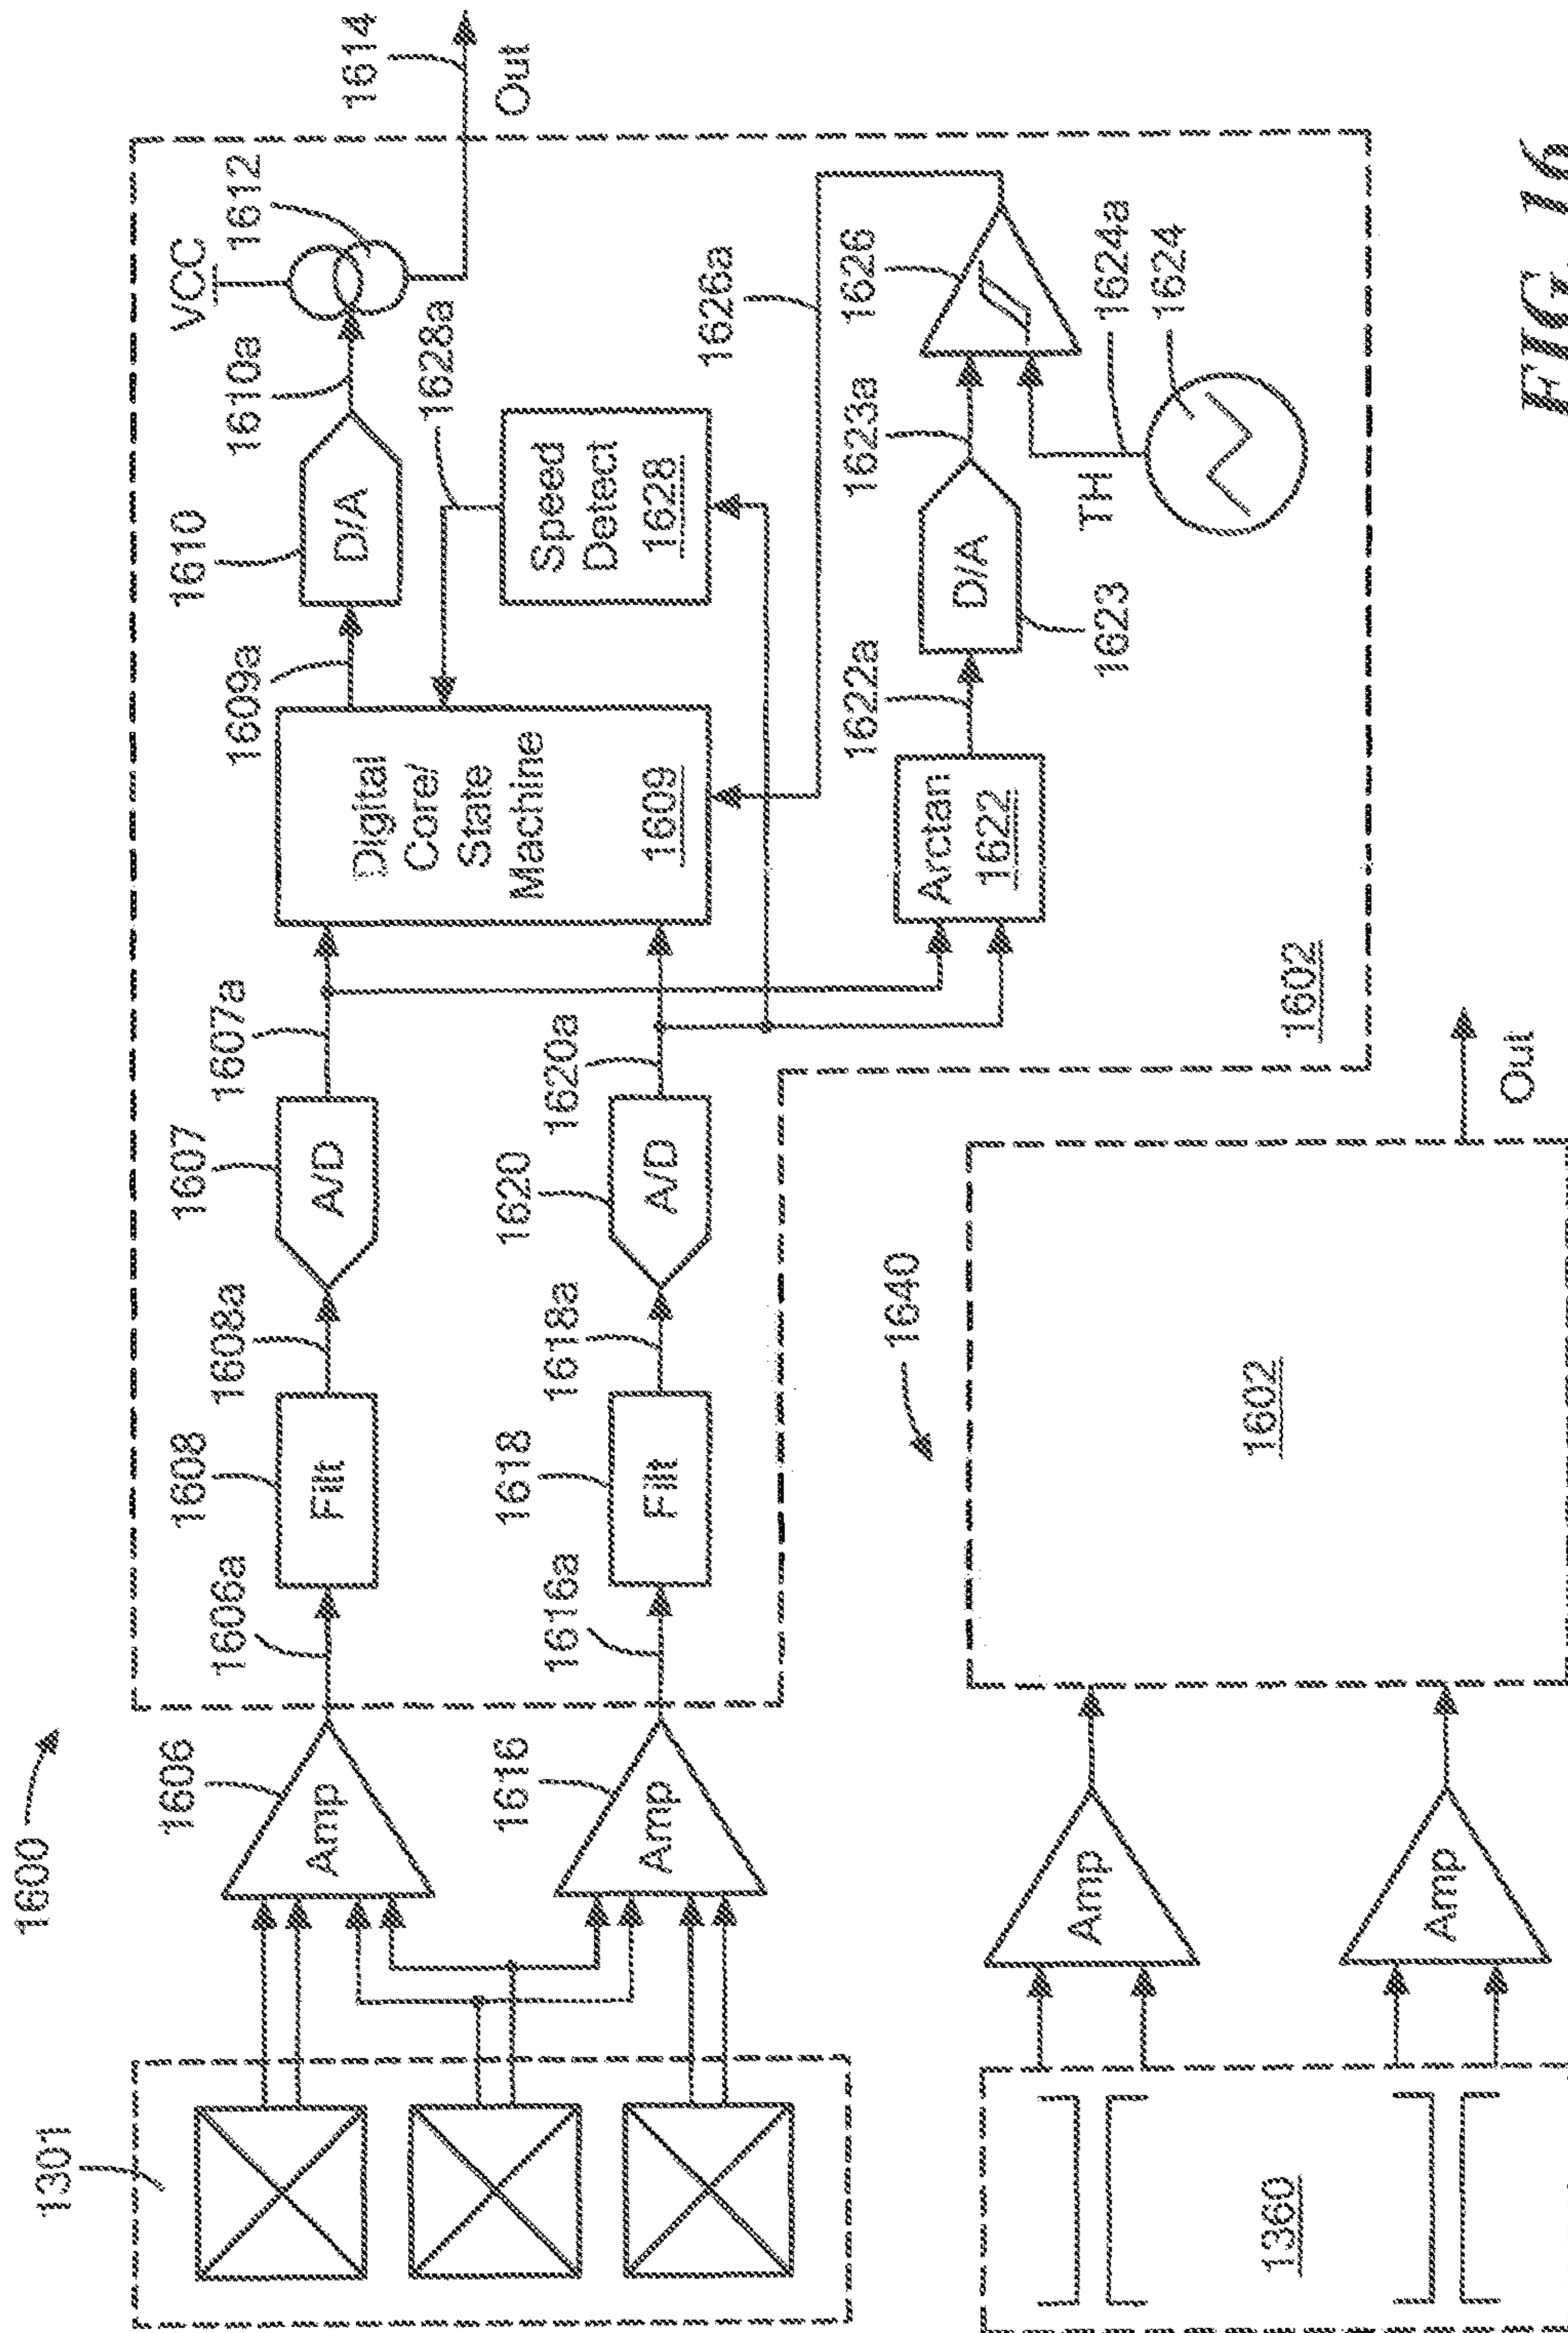 1600
1301
1606
Amp
1606a
1608
Filt
1608a
1607
A/D
1607a
1609a
1610
D/A
1610a
VCC
1612
1614
Out
1616
Amp
1616a
1618
Filt
1618a
1620
A/D
1620a
Digital
Core/
State
Machine
1609
1628a
Speed
Detect
1628
1626a
Arctan
1622
1622a
D/A
1623
1623a
1626
TH
1624a
1624
1602
1360
Amp
Amp
1640
1602
Out
FIG. 16